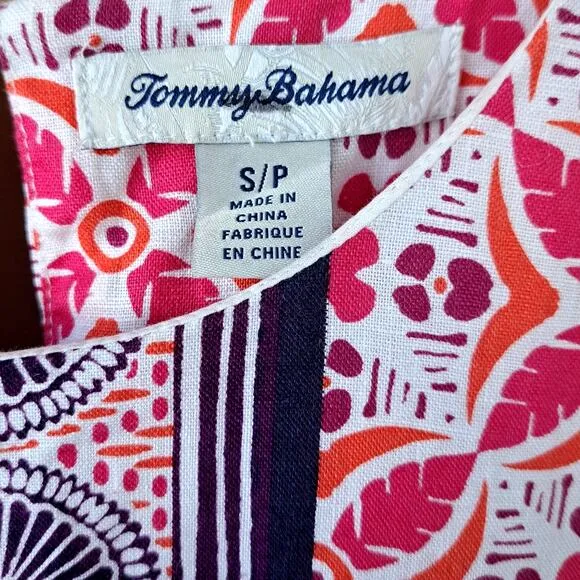 Tommy Bahama
S/P
MADE IN
CHINA
FABRIQUE
EN CHINE